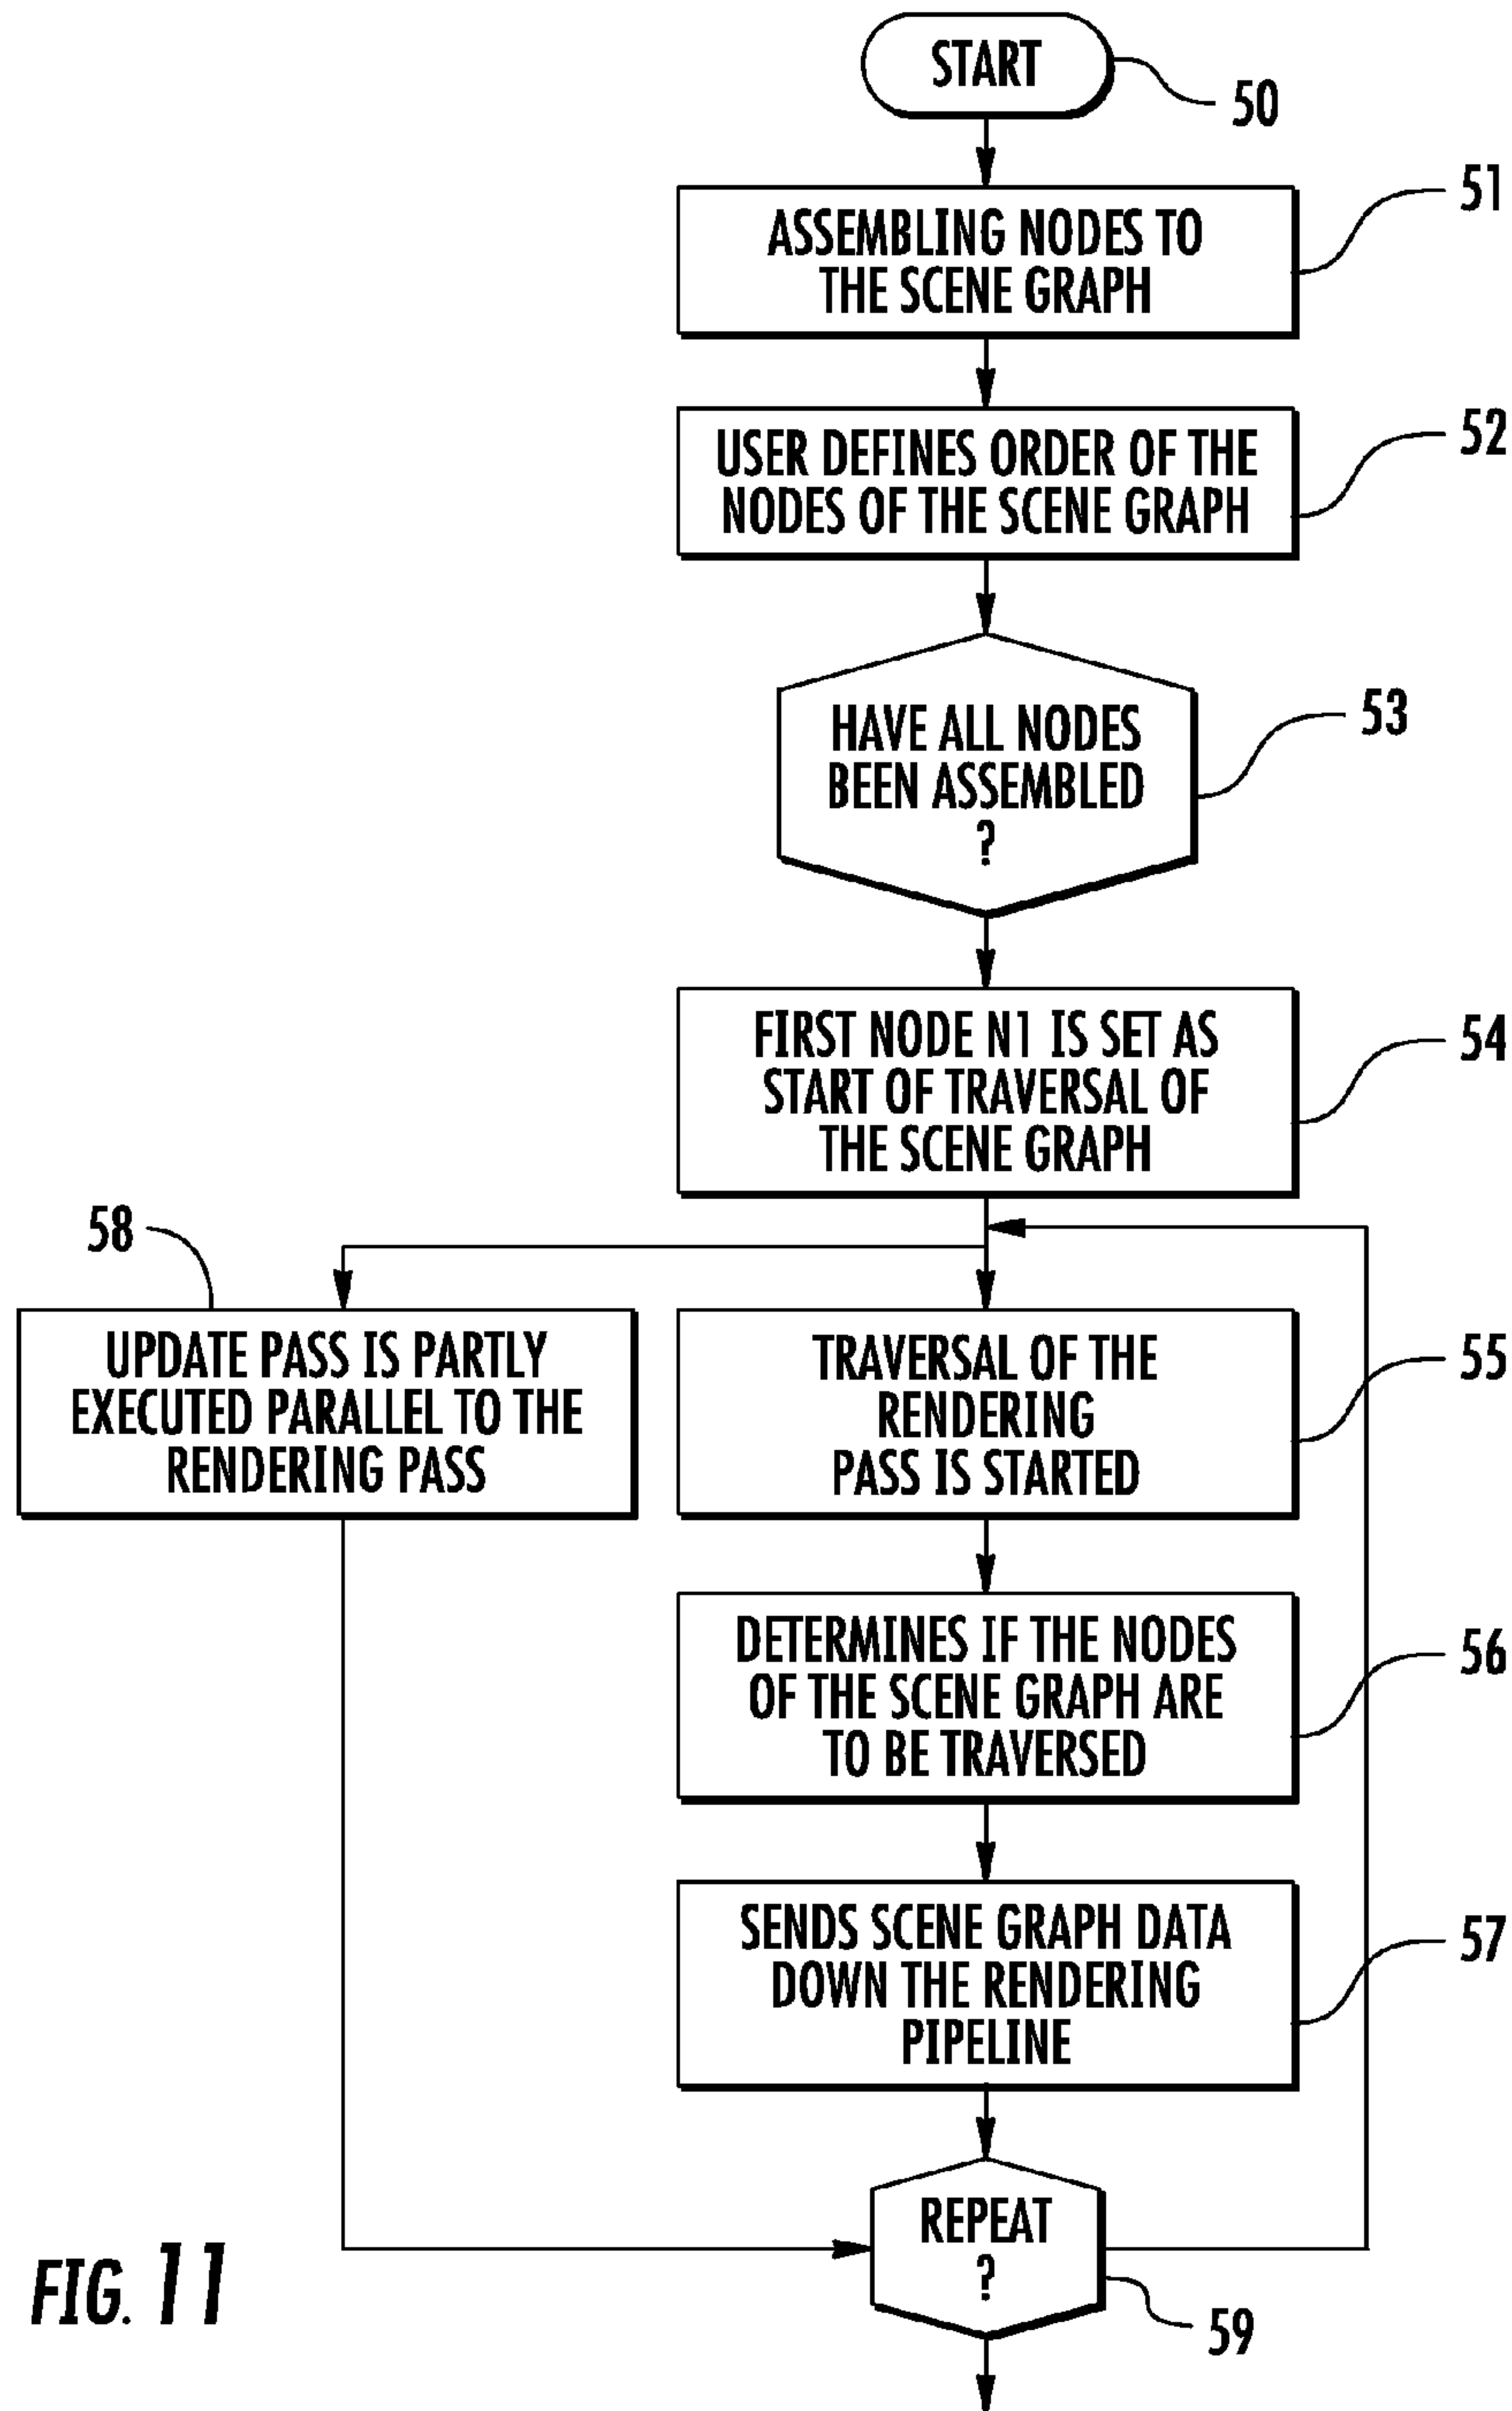 START
50
ASSEMBLING NODES TO
THE SCENE GRAPH
51
USER DEFINES ORDER OF THE
NODES OF THE SCENE GRAPH
52
HAVE ALL NODES
BEEN ASSEMBLED
?
53
FIRST NODE N1 IS SET AS
START OF TRAVERSAL OF
THE SCENE GRAPH
54
58
UPDATE PASS IS PARTLY
EXECUTED PARALLEL TO THE
RENDERING PASS
TRAVERSAL OF THE
RENDERING
PASS IS STARTED
55
DETERMINES IF THE NODES
OF THE SCENE GRAPH ARE
TO BE TRAVERSED
56
SENDS SCENE GRAPH DATA
DOWN THE RENDERING
PIPELINE
57
REPEAT
?
59
FIG. 11